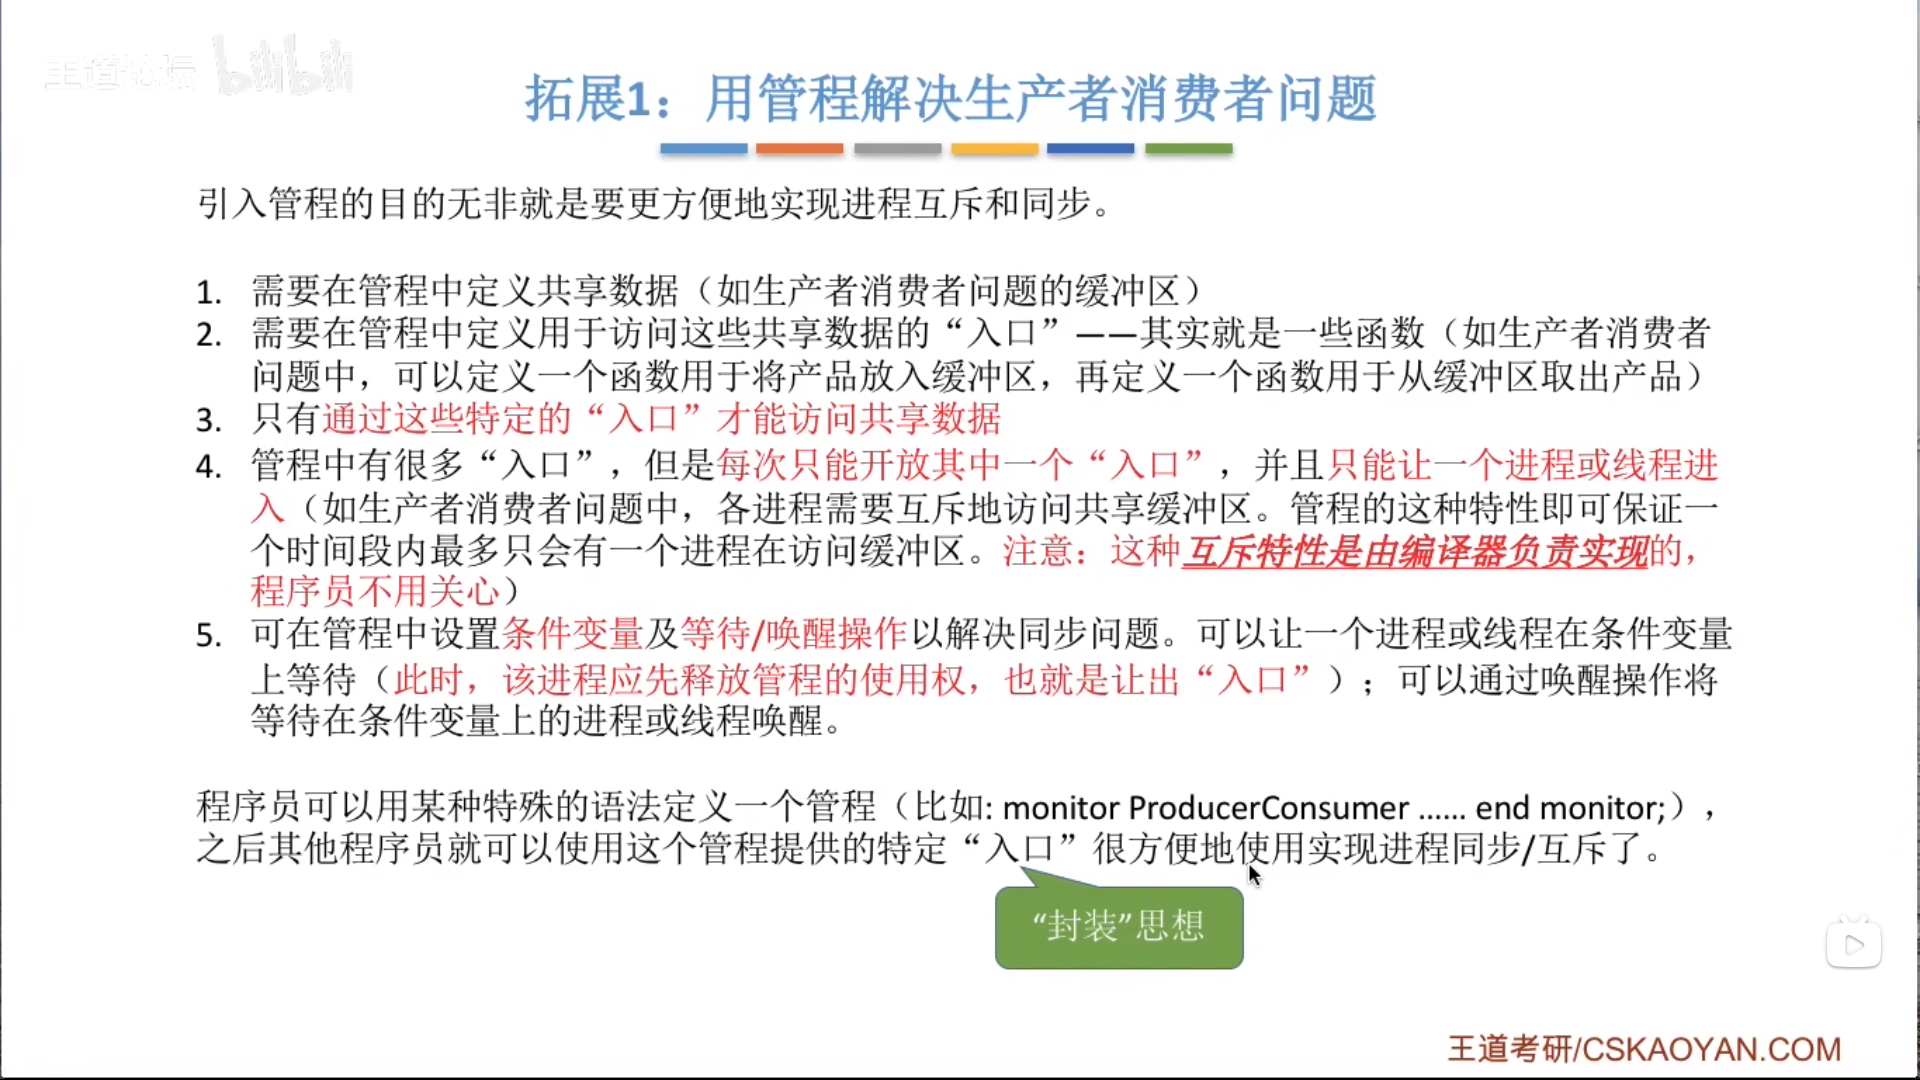 王道论坛 bilibili
拓展1：用管程解决生产者消费者问题
引入管程的目的无非就是要更方便地实现进程互斥和同步。
1. 需要在管程中定义共享数据（如生产者消费者问题的缓冲区）
2. 需要在管程中定义用于访问这些共享数据的“入口”——其实就是一些函数（如生产者消费者
问题中，可以定义一个函数用于将产品放入缓冲区，再定义一个函数用于从缓冲区取出产品）
3. 只有通过这些特定的“入口”才能访问共享数据
4. 管程中有很多“入口”，但是每次只能开放其中一个“入口”，并且只能让一个进程或线程进
入（如生产者消费者问题中，各进程需要互斥地访问共享缓冲区。管程的这种特性即可保证一
个时间段内最多只会有一个进程在访问缓冲区。注意：这种互斥特性是由编译器负责实现的，
程序员不用关心）
5. 可在管程中设置条件变量及等待/唤醒操作以解决同步问题。可以让一个进程或线程在条件变量
上等待（此时，该进程应先释放管程的使用权，也就是让出“入口”）；可以通过唤醒操作将
等待在条件变量上的进程或线程唤醒。
程序员可以用某种特殊的语法定义一个管程（比如: monitor ProducerConsumer …… end monitor;），
之后其他程序员就可以使用这个管程提供的特定“入口”很方便地使用实现进程同步/互斥了。
“封装”思想
王道考研/CSKAOYAN.COM